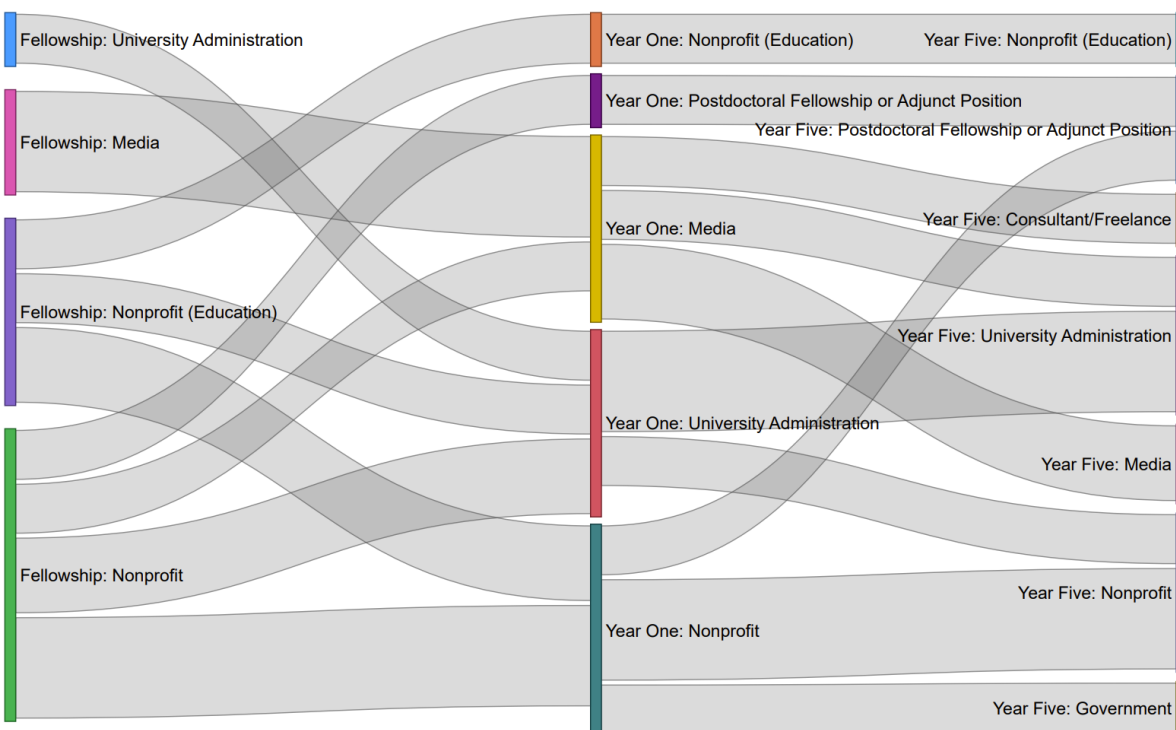 Fellowship: University Administration
Fellowship: Media
Fellowship: Nonprofit (Education)
Fellowship: Nonprofit
Year One: Nonprofit (Education)
Year One: Postdoctoral Fellowship or Adjunct Position
Year One: Media
Year One: University Administration
Year One: Nonprofit
Year Five: Nonprofit (Education)
Year Five: Postdoctoral Fellowship or Adjunct Position
Year Five: Consultant/Freelance
Year Five: University Administration
Year Five: Media
Year Five: Nonprofit
Year Five: Government